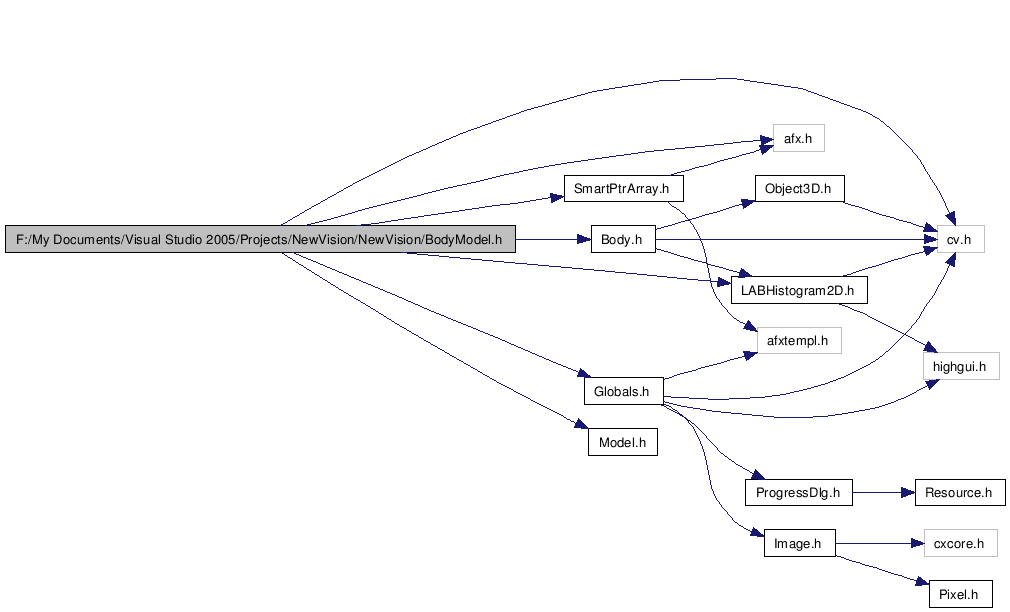 afx.h
SmartPtrArray.h
Object3D.h
F:/My Documents/Visual Studio 2005/Projects/NewVision/NewVision/BodyModel.h
Body.h
cv.h
LABHistogram2D.h
afxtempl.h
highgui.h
Globals.h
Model.h
ProgressDlg.h
Resource.h
Image.h
cxcore.h
Pixel.h